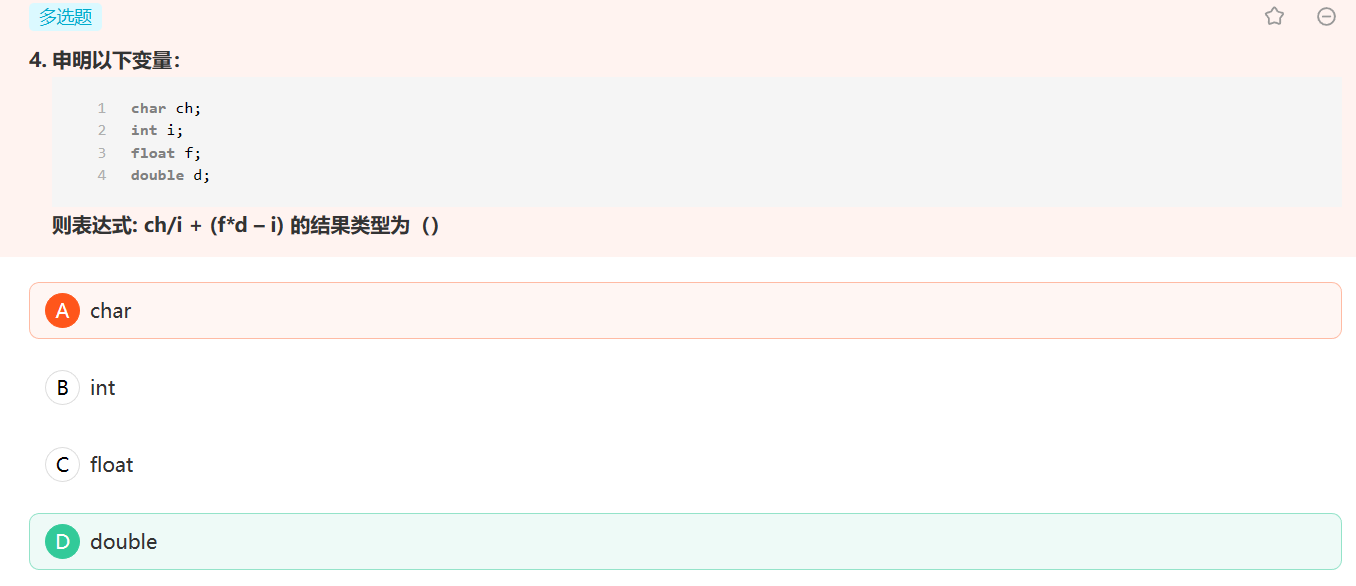 多选题
4. 申明以下变量：
1 char ch;
2 int i;
3 float f;
4 double d;
则表达式: ch/i + (f*d – i) 的结果类型为（）
A char
B int
C float
D double